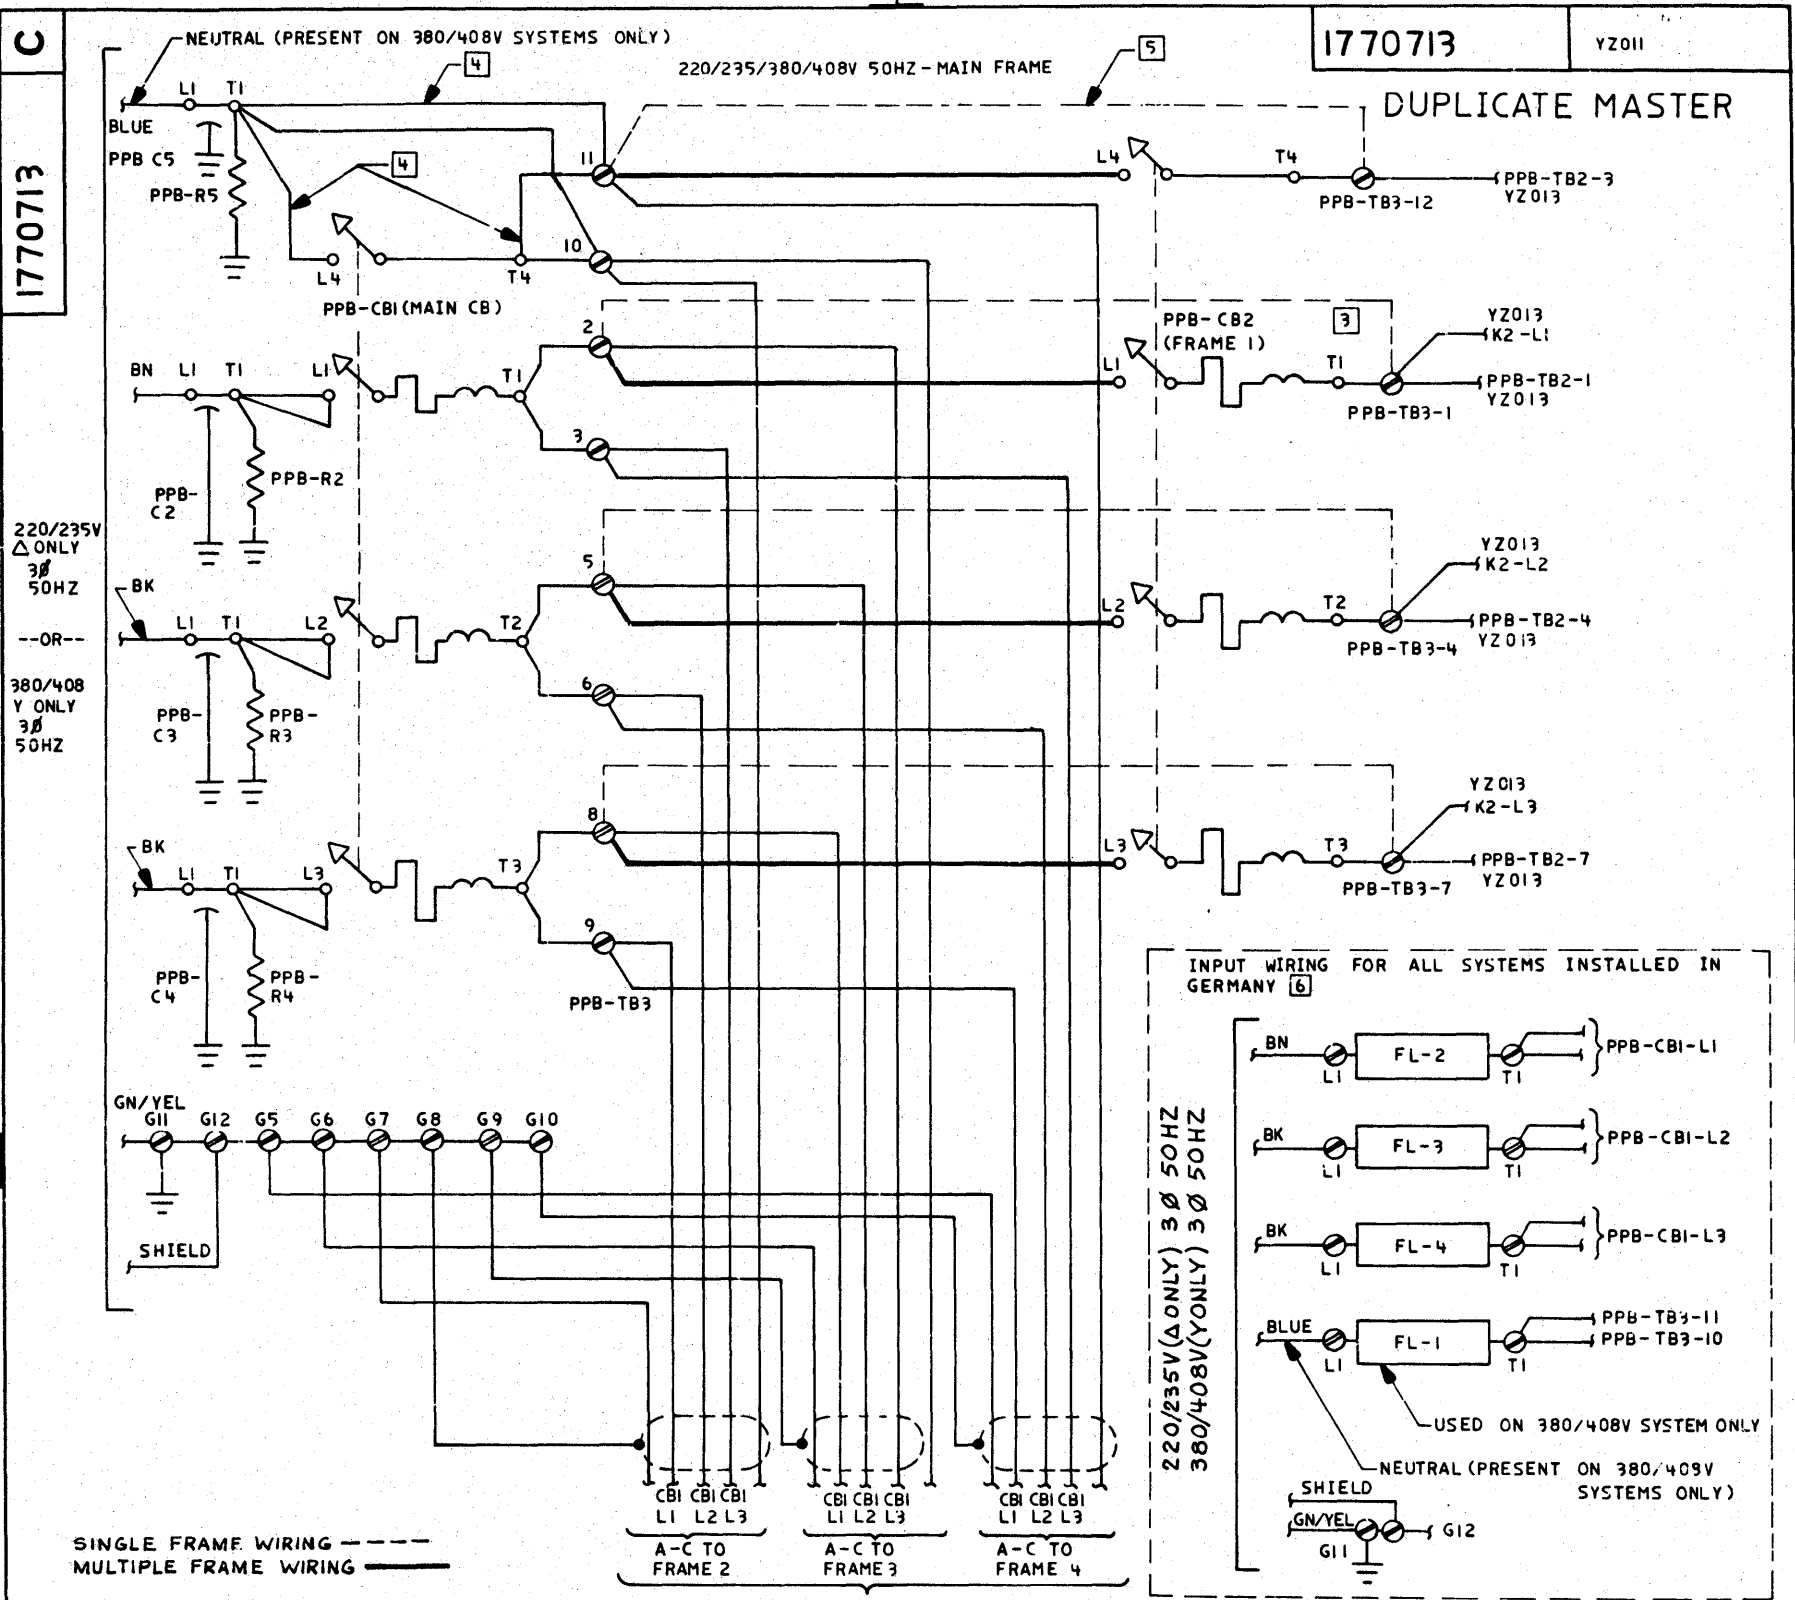 C
1770713
NEUTRAL (PRESENT ON 380/408V SYSTEMS ONLY)
4
220/235/380/408V 50HZ-MAIN FRAME
5
1770713
YZ011
DUPLICATE MASTER
L1
T1
BLUE
PPB C5
PPB-R5
4
11
L4
T4
PPB-TB3-12
PPB-TB2-3
YZ013
L4
T4
10
PPB-CB1 (MAIN CB)
2
PPB-CB2
(FRAME 1)
3
YZ013
K2-L1
BN
L1
T1
L1
T1
L1
T1
PPB-TB2-1
YZ013
PPB-TB3-1
3
PPB-R2
PPB-
C2
220/235V
△ ONLY
3Ø
50HZ
--OR--
380/408
Y ONLY
3Ø
50HZ
5
YZ013
K2-L2
BK
L1
T1
L2
T2
L2
T2
PPB-TB2-4
YZ013
PPB-TB3-4
6
PPB-
C3
PPB-
R3
YZ013
K2-L3
8
BK
L1
T1
L3
T3
L3
T3
PPB-TB2-7
YZ013
PPB-TB3-7
9
PPB-
C4
PPB-
R4
PPB-TB3
GN/YEL
G11
G12
G5
G6
G7
G8
G9
G10
SHIELD
CB1
L1
CB1
L2
CB1
L3
CB1
L1
CB1
L2
CB1
L3
CB1
L1
CB1
L2
CB1
L3
A-C TO
FRAME 2
A-C TO
FRAME 3
A-C TO
FRAME 4
SINGLE FRAME WIRING
MULTIPLE FRAME WIRING
INPUT WIRING FOR ALL SYSTEMS INSTALLED IN
GERMANY 6
220/235V(△ ONLY) 3Ø 50HZ
380/408V(YONLY) 3Ø 50HZ
BN
L1
FL-2
T1
PPB-CB1-L1
BK
L1
FL-3
T1
PPB-CB1-L2
BK
L1
FL-4
T1
PPB-CB1-L3
BLUE
L1
FL-1
T1
PPB-TB3-11
PPB-TB3-10
USED ON 380/408V SYSTEM ONLY
NEUTRAL (PRESENT ON 380/408V
SYSTEMS ONLY)
SHIELD
GN/YEL
G11
G12